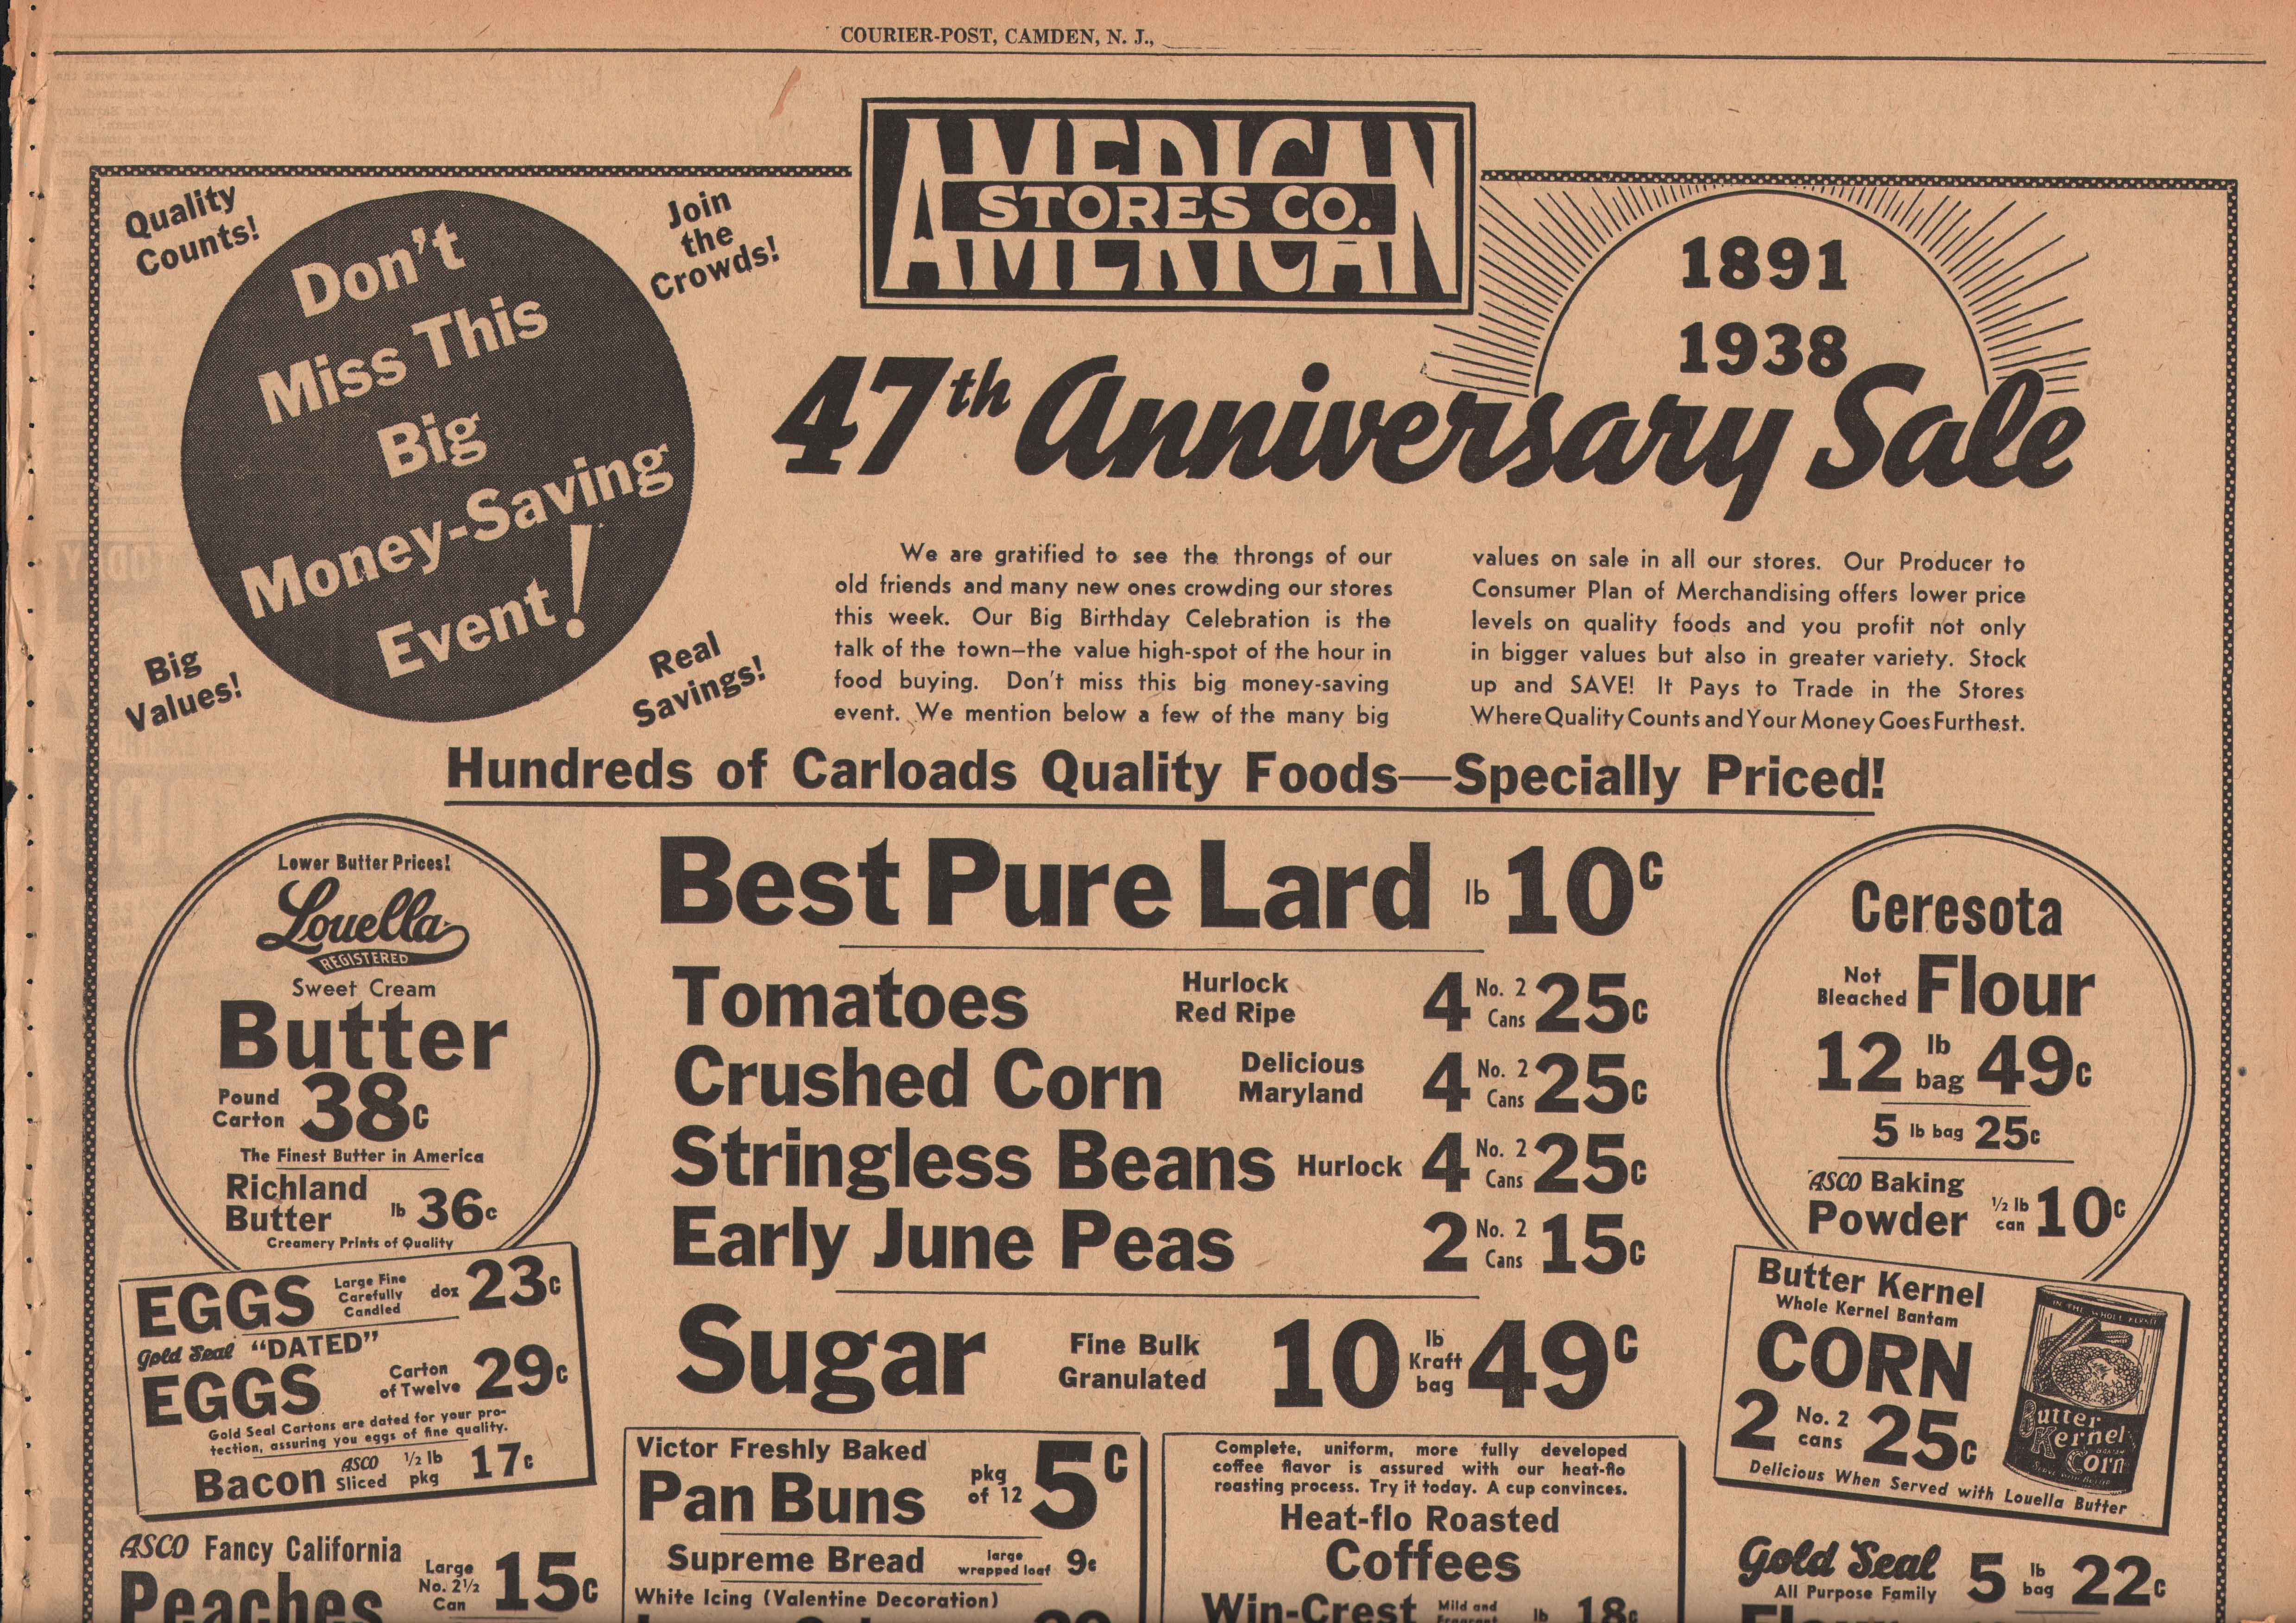 COURIER-POST, CAMDEN, N. J.,
AMERICAN
STORES CO.
AMERICAN
Quality
Counts!
Join
the
Crowds!
Don't
Miss This
Big
Money-Saving
Event!
Big
Values!
Real
Savings!
1891
1938
47th Anniversary Sale
We are gratified to see the throngs of our
old friends and many new ones crowding our stores
this week. Our Big Birthday Celebration is the
talk of the town—the value high-spot of the hour in
food buying. Don't miss this big money-saving
event. We mention below a few of the many big
values on sale in all our stores. Our Producer to
Consumer Plan of Merchandising offers lower price
levels on quality foods and you profit not only
in bigger values but also in greater variety. Stock
up and SAVE! It Pays to Trade in the Stores
Where Quality Counts and Your Money Goes Furthest.
Hundreds of Carloads Quality Foods—Specially Priced!
Lower Butter Prices!
Louella
REGISTERED
Sweet Cream
Butter
Pound
Carton 38c
The Finest Butter in America
Richland
Butter lb 36c
Creamery Prints of Quality
EGGS Large Fine
Carefully
Candled doz 23c
Gold Seal "DATED"
EGGS Carton
of Twelve 29c
Gold Seal Cartons are dated for your pro-
tection, assuring you eggs of fine quality.
Bacon ASCO
Sliced ½ lb
pkg 17c
ASCO Fancy California
Peaches Large
No. 2½
Can 15c
Best Pure Lard lb 10c
Tomatoes Hurlock
Red Ripe 4 No. 2
Cans 25c
Crushed Corn Delicious
Maryland 4 No. 2
Cans 25c
Stringless Beans Hurlock 4 No. 2
Cans 25c
Early June Peas 2 No. 2
Cans 15c
Sugar Fine Bulk
Granulated 10 lb
Kraft
bag 49c
Victor Freshly Baked
Pan Buns pkg
of 12 5c
Supreme Bread large
wrapped loaf 9c
White Icing (Valentine Decoration)
Complete, uniform, more fully developed
coffee flavor is assured with our heat-flo
roasting process. Try it today. A cup convinces.
Heat-flo Roasted
Coffees
Win-Crest Mild and
Fragrant lb 18c
Ceresota
Not
Bleached Flour
12 lb
bag 49c
5 lb bag 25c
ASCO Baking
Powder ½ lb
can 10c
Butter Kernel
Whole Kernel Bantam
CORN
2 No. 2
cans 25c
Butter
Kernel
Corn
Delicious When Served with Louella Butter
Gold Seal
All Purpose Family
Flour 5 lb
bag 22c